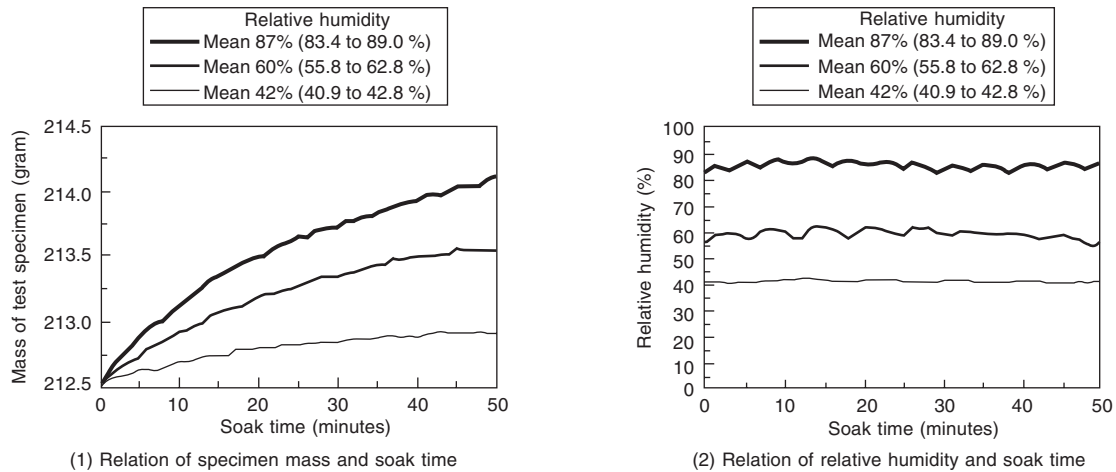 Relative humidity
Mean 87% (83.4 to 89.0 %)
Mean 60% (55.8 to 62.8 %)
Mean 42% (40.9 to 42.8 %)
214.5
214.0
213.5
213.0
212.5
Mass of test specimen (gram)
0 10 20 30 40 50
Soak time (minutes)
(1) Relation of specimen mass and soak time
Relative humidity
Mean 87% (83.4 to 89.0 %)
Mean 60% (55.8 to 62.8 %)
Mean 42% (40.9 to 42.8 %)
100
90
80
70
60
50
40
30
20
10
0
Relative humidity (%)
0 10 20 30 40 50
Soak time (minutes)
(2) Relation of relative humidity and soak time